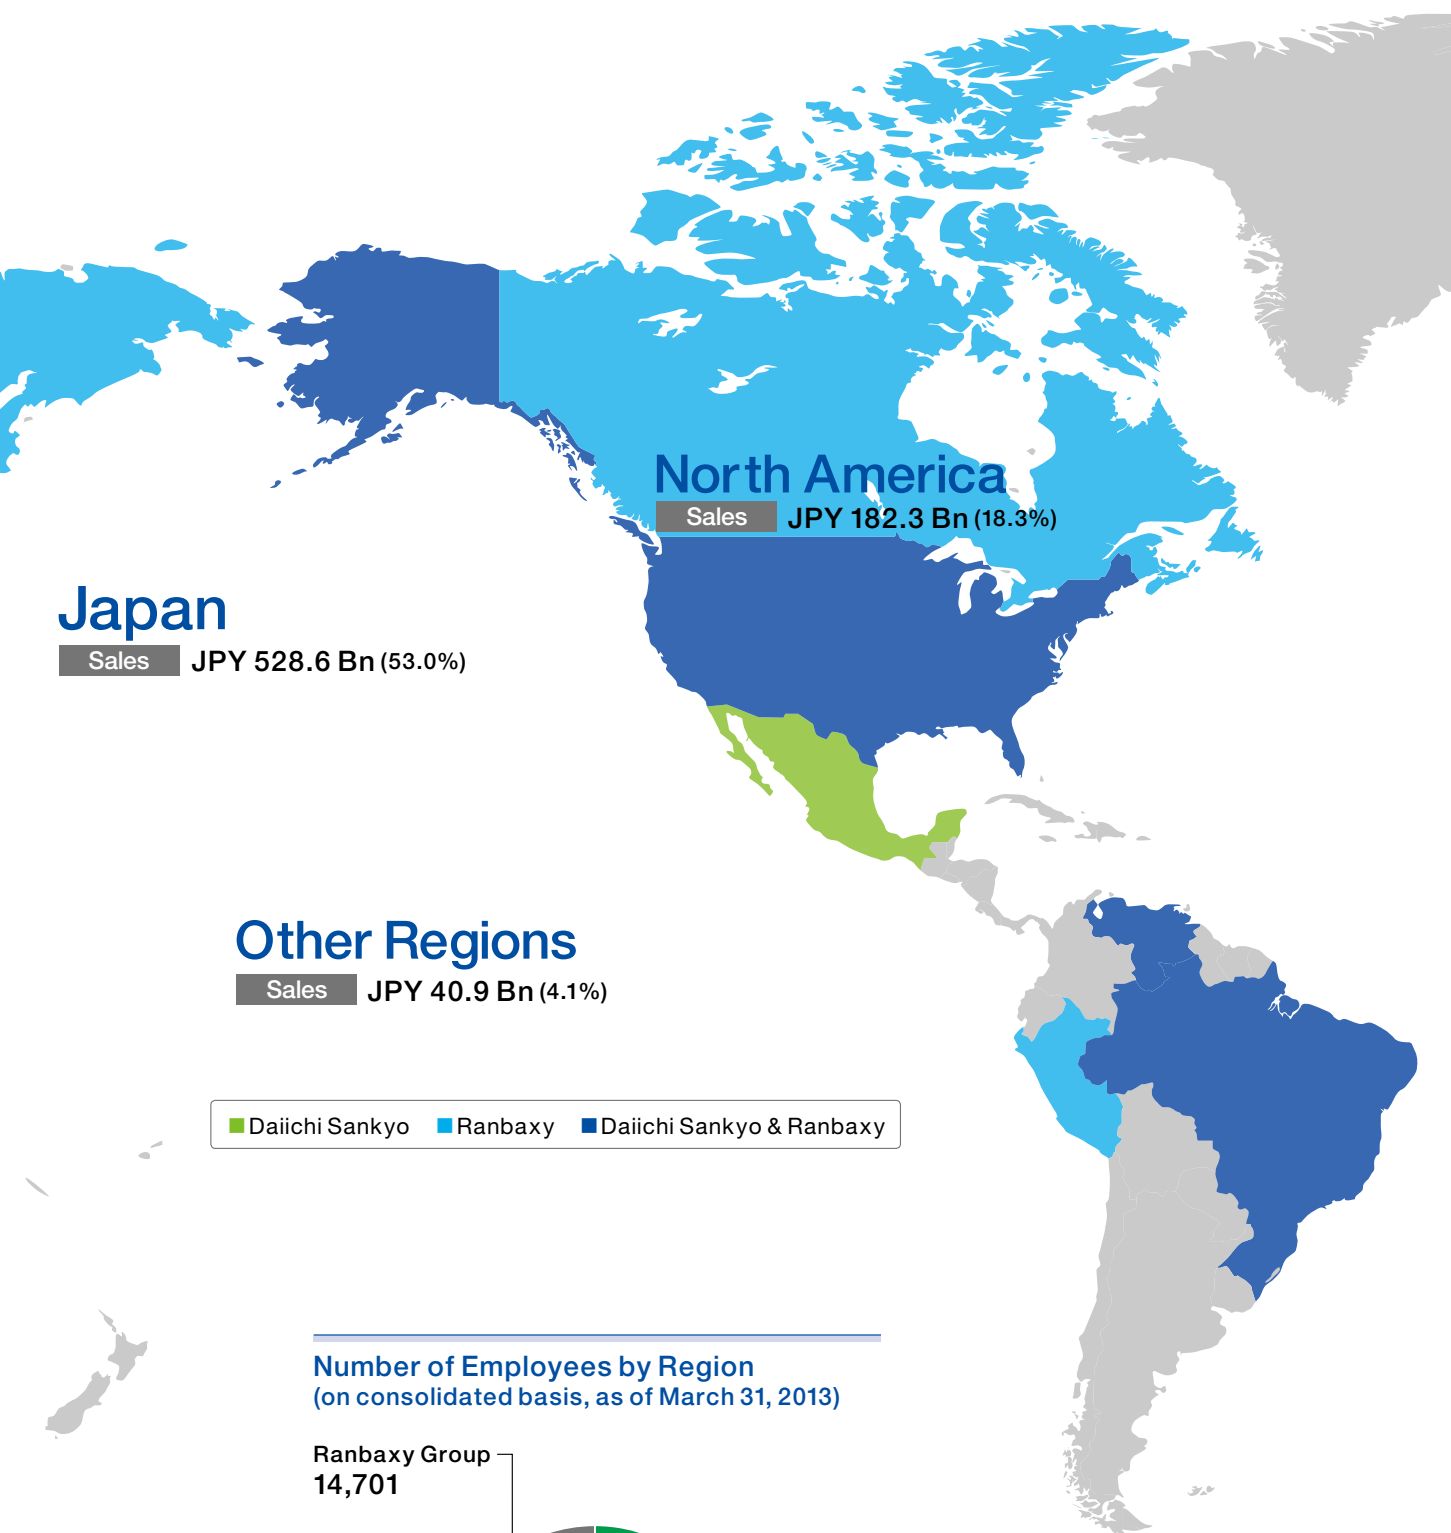 North America
Sales JPY 182.3 Bn (18.3%)
Japan
Sales JPY 528.6 Bn (53.0%)
Other Regions
Sales JPY 40.9 Bn (4.1%)
Daiichi Sankyo Ranbaxy Daiichi Sankyo & Ranbaxy
Number of Employees by Region
(on consolidated basis, as of March 31, 2013)
Ranbaxy Group
14,701